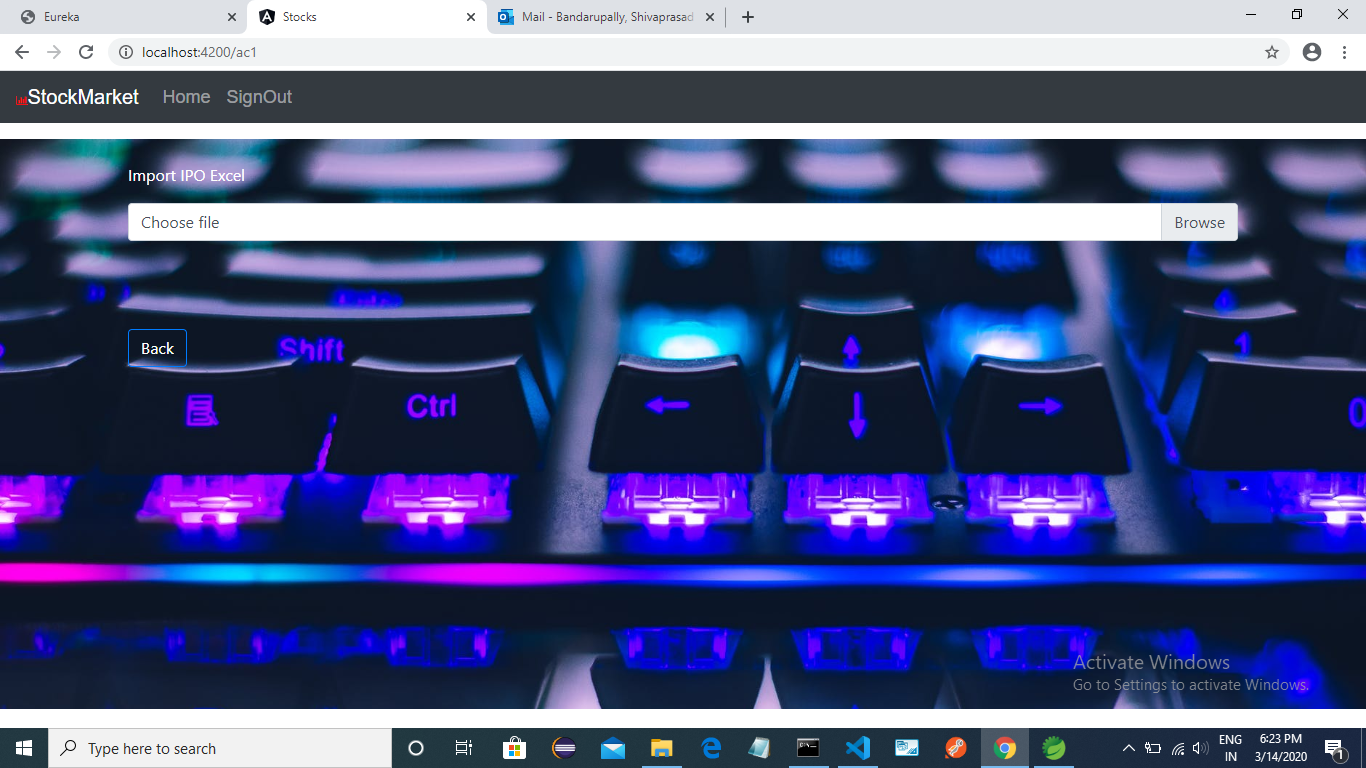 Eureka
Stocks
Mail - Bandarupally, Shivaprasad
localhost:4200/ac1
StockMarket Home SignOut
Import IPO Excel
Choose file Browse
Back
Shift
1
Ctrl
0
Activate Windows
Go to Settings to activate Windows.
Type here to search
ENG
IN
6:23 PM
3/14/2020
1